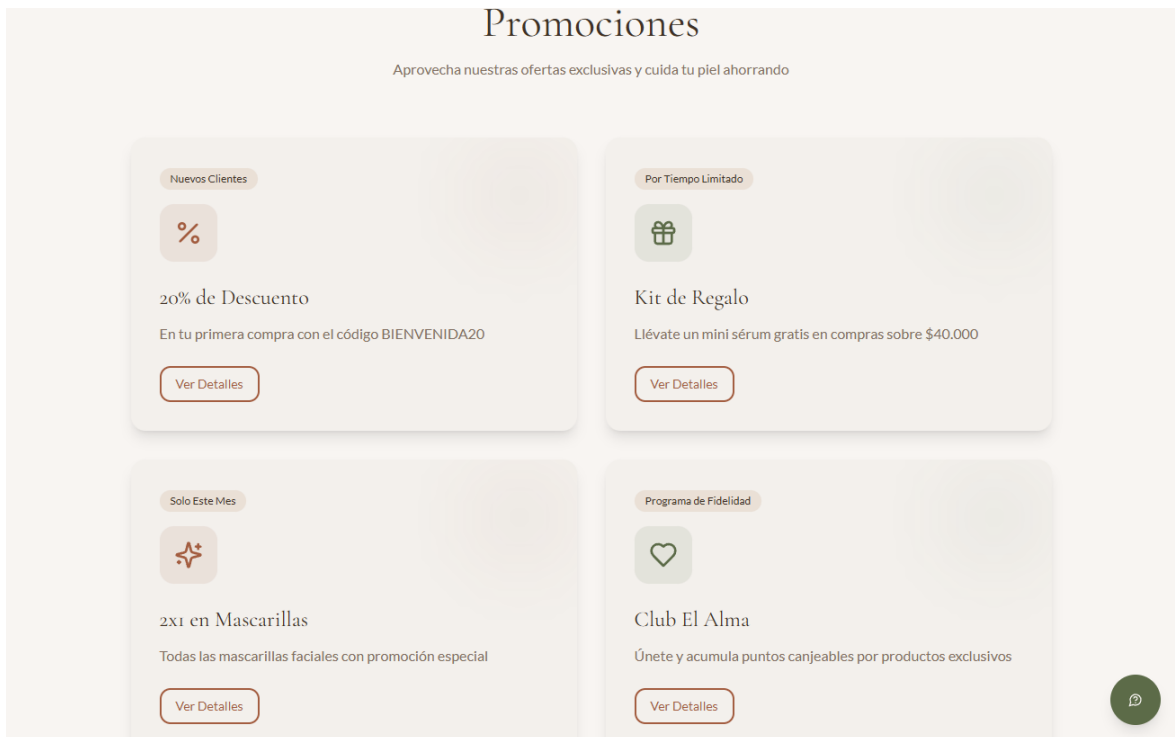 Promociones
Aprovecha nuestras ofertas exclusivas y cuida tu piel ahorrando
Nuevos Clientes
20% de Descuento
En tu primera compra con el código BIENVENIDA20
Ver Detalles
Por Tiempo Limitado
Kit de Regalo
Llévate un mini sérum gratis en compras sobre $40.000
Ver Detalles
Solo Este Mes
2x1 en Mascarillas
Todas las mascarillas faciales con promoción especial
Ver Detalles
Programa de Fidelidad
Club El Alma
Únete y acumula puntos canjeables por productos exclusivos
Ver Detalles